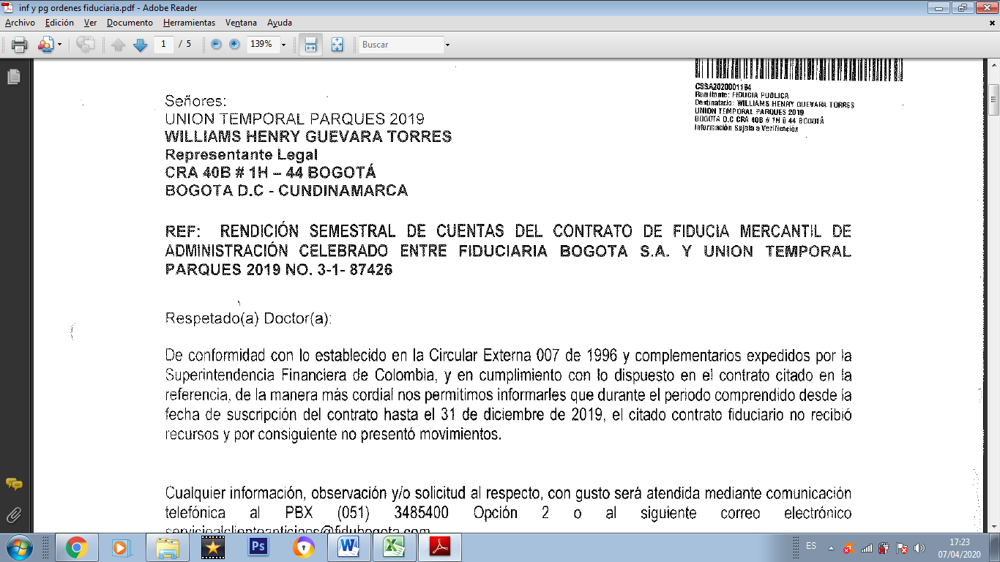 inf y pg ordenes fiduciaria.pdf - Adobe Reader
Archivo Edición Ver Documento Herramientas Ventana Ayuda
1 / 5 139% Buscar
CSSA2020001184
Remitente: FIDUCIA PUBLICA
Destinatario: WILLIAMS HENRY GUEVARA TORRES
UNION TEMPORAL PARQUES 2019
BOGOTA D.C CRA 40B # 1H 44 BOGOTÁ
Información Sujeta a Verificación
Señores:
UNION TEMPORAL PARQUES 2019
WILLIAMS HENRY GUEVARA TORRES
Representante Legal
CRA 40B # 1H – 44 BOGOTÁ
BOGOTA D.C - CUNDINAMARCA
REF: RENDICIÓN SEMESTRAL DE CUENTAS DEL CONTRATO DE FIDUCIA MERCANTIL DE
ADMINISTRACIÓN CELEBRADO ENTRE FIDUCIARIA BOGOTA S.A. Y UNION TEMPORAL
PARQUES 2019 NO. 3-1- 87426
Respetado(a) Doctor(a):
De conformidad con lo establecido en la Circular Externa 007 de 1996 y complementarios expedidos por la
Superintendencia Financiera de Colombia, y en cumplimiento con lo dispuesto en el contrato citado en la
referencia, de la manera más cordial nos permitimos informarles que durante el periodo comprendido desde la
fecha de suscripción del contrato hasta el 31 de diciembre de 2019, el citado contrato fiduciario no recibió
recursos y por consiguiente no presentó movimientos.
Cualquier información, observación y/o solicitud al respecto, con gusto será atendida mediante comunicación
telefónica al PBX (051) 3485400 Opción 2 o al siguiente correo electrónico
servicioalclienteanticipos@fidubogota.com
Ps
ES
17:23
07/04/2020